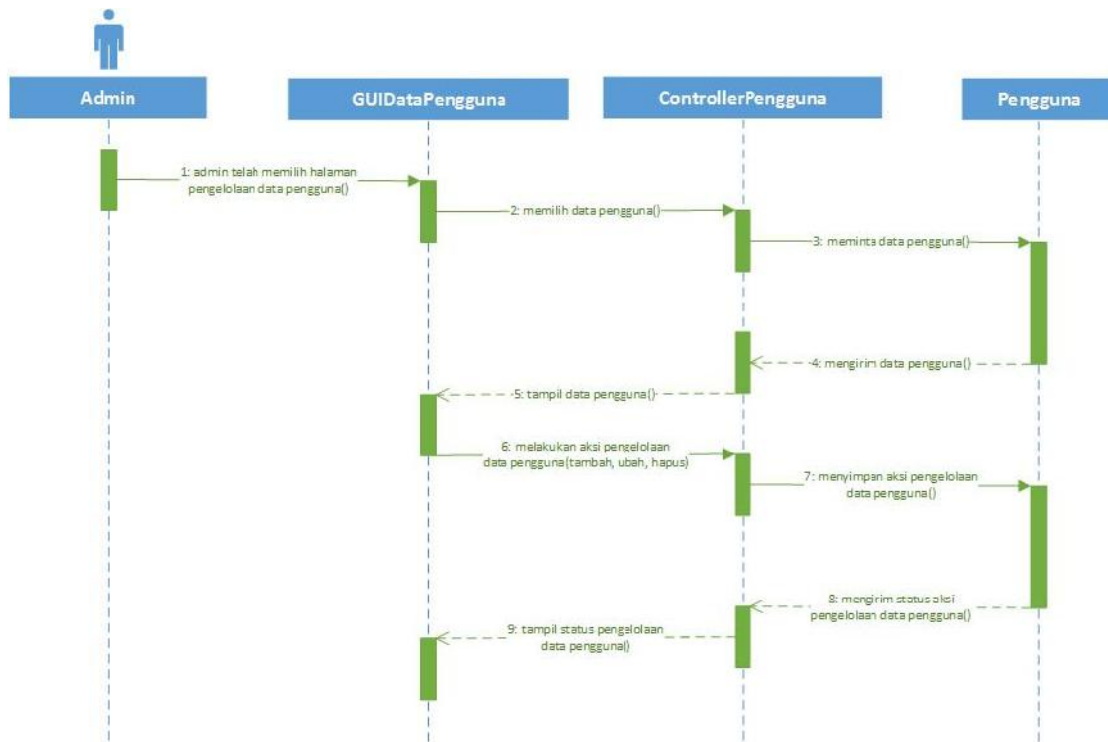 Admin
GUIDataPengguna
ControllerPengguna
Pengguna
1: admin telah memilih halaman
pengelolaan data pengguna()
2: memilih data pengguna()
3: meminta data pengguna()
4: mengirim data pengguna()
5: tampil data pengguna()
6: melakukan aksi pengelolaan
data pengguna(tambah, ubah, hapus)
7: menyimpan aksi pengelolaan
data pengguna()
8: mengirim status aksi
pengelolaan data pengguna()
9: tampil status pengelolaan
data pengguna()